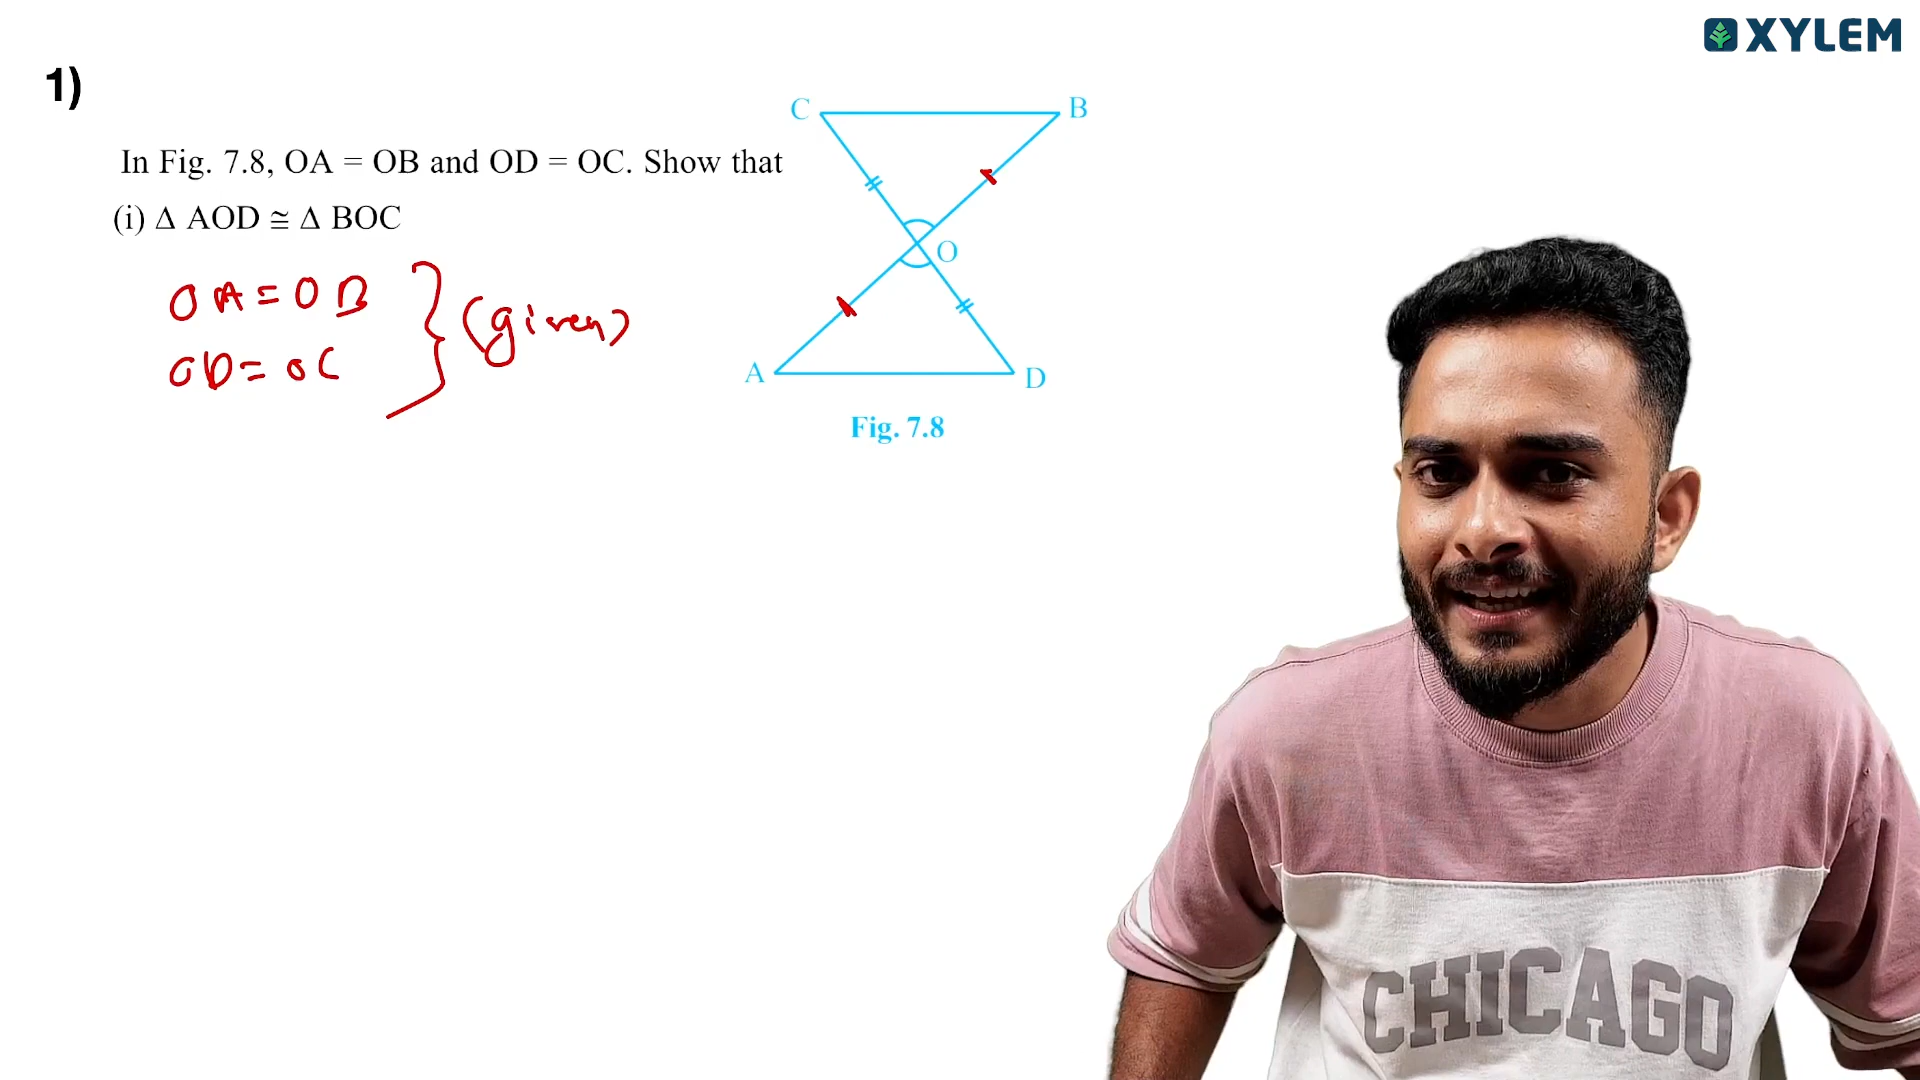 XYLEM
1)
In Fig. 7.8, OA = OB and OD = OC. Show that
(i) Δ AOD ≅ Δ BOC
OA = OB
OD = OC
} (given)
C
B
O
A
D
Fig. 7.8
CHICAGO